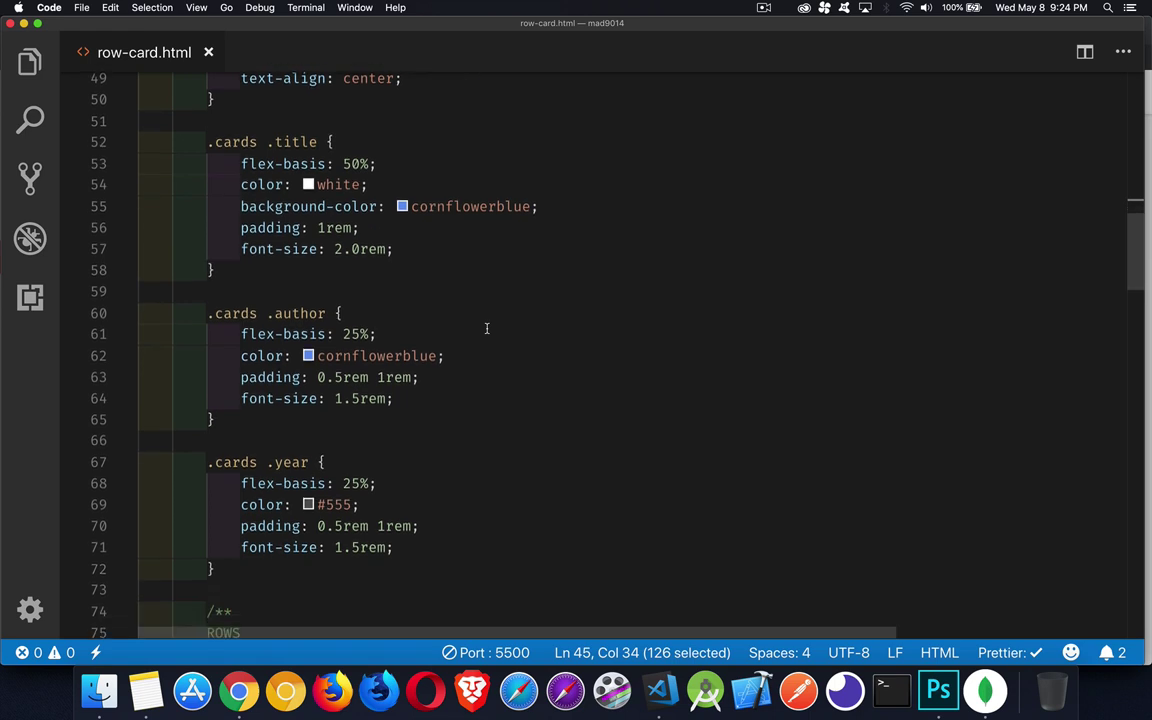 Code File Edit Selection View Go Debug Terminal Window Help 100% Wed May 8 9:24 PM
row-card.html — mad9014
row-card.html
49 text-align: center;
50 }
51
52 .cards .title {
53 flex-basis: 50%;
54 color: white;
55 background-color: cornflowerblue;
56 padding: 1rem;
57 font-size: 2.0rem;
58 }
59
60 .cards .author {
61 flex-basis: 25%;
62 color: cornflowerblue;
63 padding: 0.5rem 1rem;
64 font-size: 1.5rem;
65 }
66
67 .cards .year {
68 flex-basis: 25%;
69 color: #555;
70 padding: 0.5rem 1rem;
71 font-size: 1.5rem;
72 }
73
74 /**
75 ROWS
0 0 Port : 5500 Ln 45, Col 34 (126 selected) Spaces: 4 UTF-8 LF HTML Prettier: 2
>_ Ps